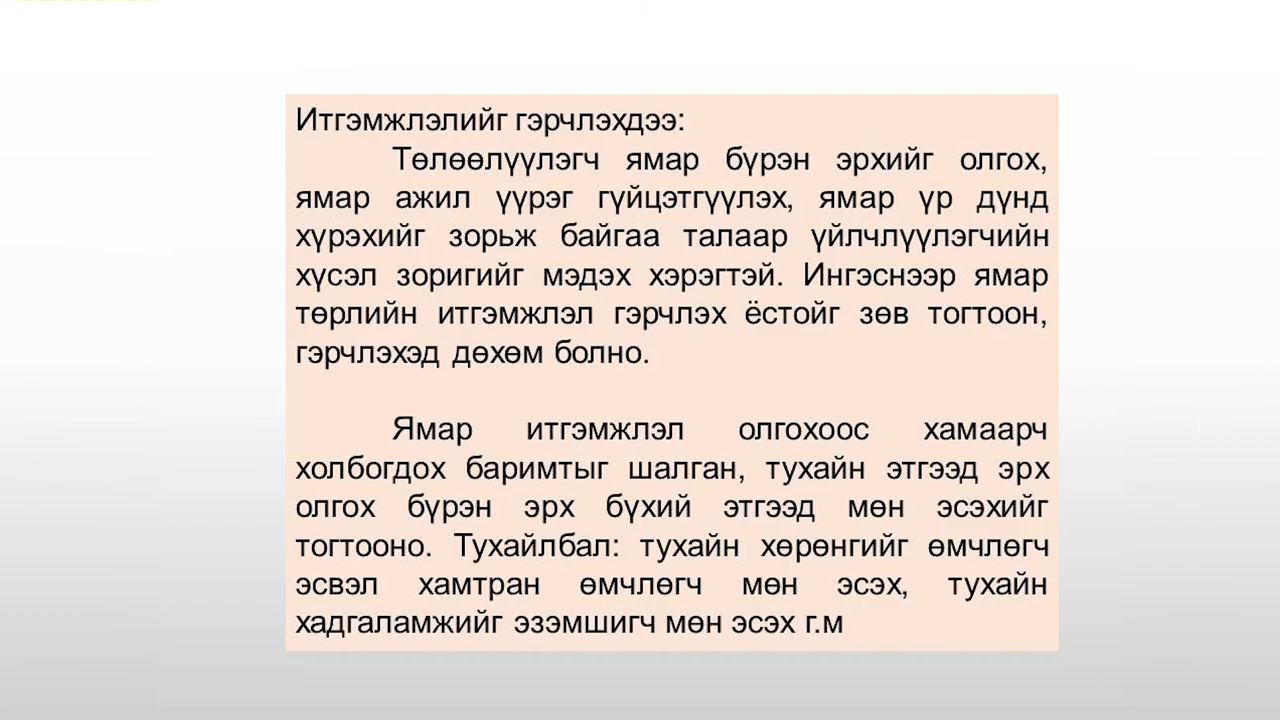 Итгэмжлэлийг гэрчлэхдээ:
Төлөөлүүлэгч ямар бүрэн эрхийг олгох,
ямар ажил үүрэг гүйцэтгүүлэх, ямар үр дүнд
хүрэхийг зорьж байгаа талаар үйлчлүүлэгчийн
хүсэл зоригийг мэдэх хэрэгтэй. Ингэснээр ямар
төрлийн итгэмжлэл гэрчлэх ёстойг зөв тогтоон,
гэрчлэхэд дөхөм болно.
Ямар итгэмжлэл олгохоос хамаарч
холбогдох баримтыг шалган, тухайн этгээд эрх
олгох бүрэн эрх бүхий этгээд мөн эсэхийг
тогтооно. Тухайлбал: тухайн хөрөнгийг өмчлөгч
эсвэл хамтран өмчлөгч мөн эсэх, тухайн
хадгаламжийг эзэмшигч мөн эсэх г.м